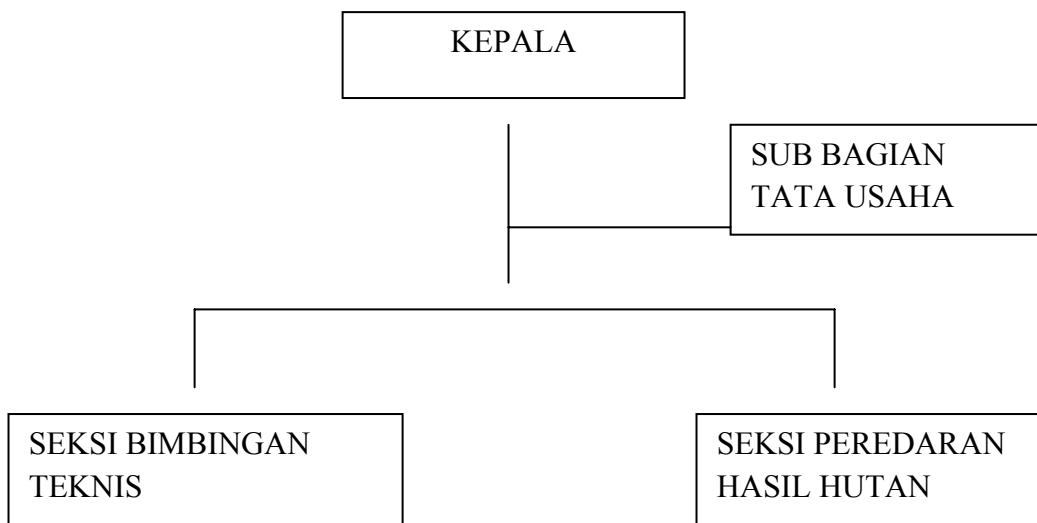 KEPALA
SUB BAGIAN
TATA USAHA
SEKSI BIMBINGAN
TEKNIS
SEKSI PEREDARAN
HASIL HUTAN